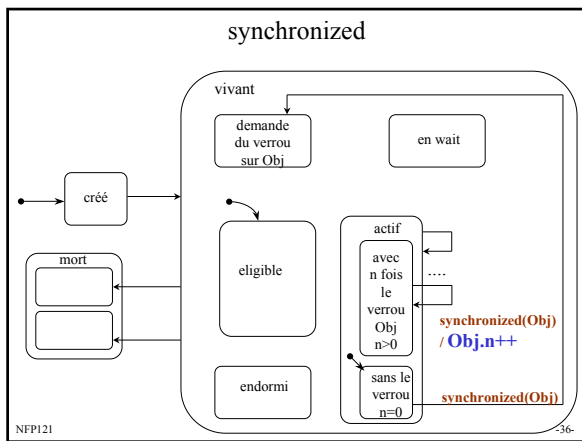 synchronized
vivant
demande
du verrou
sur Obj
en wait
créé
mort
eligible
actif
avec
n fois
le
verrou
Obj
n>0
....
synchronized(Obj)
/ Obj.n++
endormi
sans le
verrou
n=0
synchronized(Obj)
NFP121
-36-